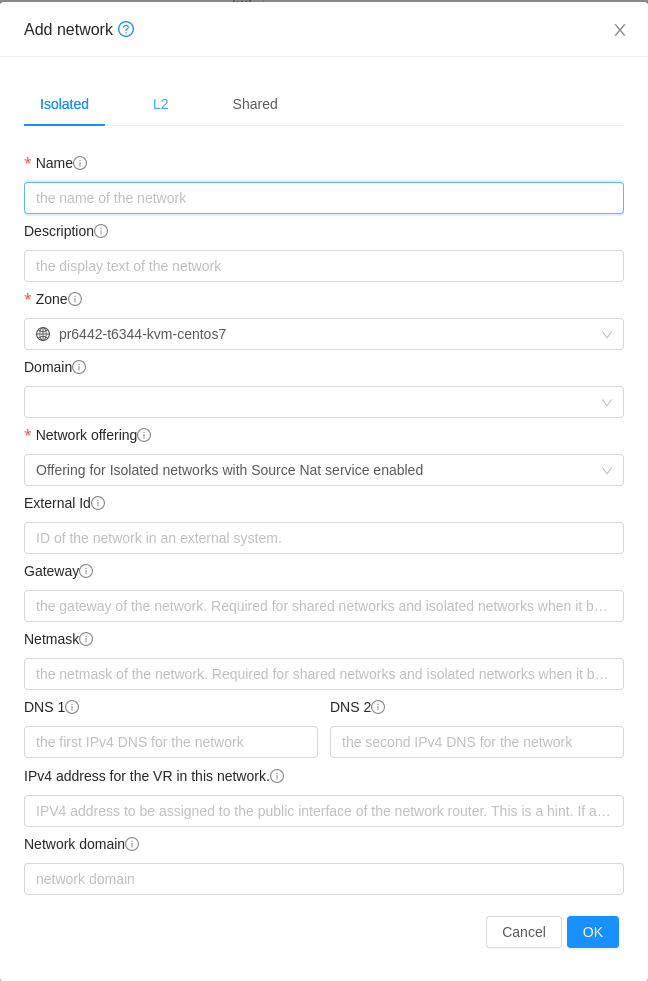 Add network
Isolated L2 Shared
* Name
the name of the network
Description
the display text of the network
* Zone
pr6442-t6344-kvm-centos7
Domain
* Network offering
Offering for Isolated networks with Source Nat service enabled
External Id
ID of the network in an external system.
Gateway
the gateway of the network. Required for shared networks and isolated networks when it b…
Netmask
the netmask of the network. Required for shared networks and isolated networks when it b…
DNS 1 DNS 2
the first IPv4 DNS for the network the second IPv4 DNS for the network
IPv4 address for the VR in this network.
IPV4 address to be assigned to the public interface of the network router. This is a hint. If a…
Network domain
network domain
Cancel OK